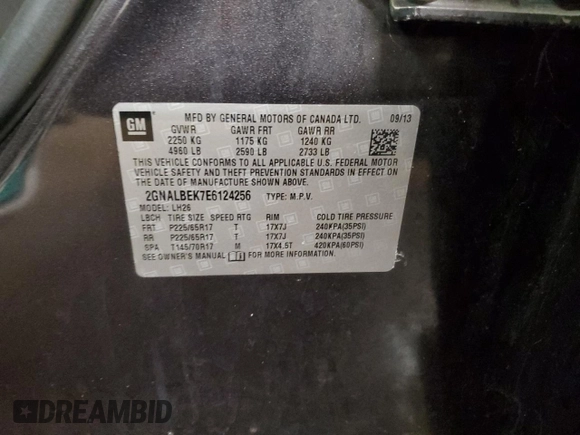 GM
MFD BY GENERAL MOTORS OF CANADA LTD. 09/13
GVWR GAWR FRT GAWR RR
2250 KG 1175 KG 1240 KG
4960 LB 2590 LB 2733 LB
THIS VEHICLE CONFORMS TO ALL APPLICABLE U.S. FEDERAL MOTOR
VEHICLE SAFETY AND THEFT PREVENTION STANDARDS IN EFFECT ON
THE DATE OF MANUFACTURE SHOWN ABOVE.
2GNALBEK7E6124256 TYPE: M.P.V.
MODEL: LH26
LBCH TIRE SIZE SPEED RTG RIM COLD TIRE PRESSURE
FRT P225/65R17 T 17X7J 240KPA(35PSI)
RR P225/65R17 T 17X7J 240KPA(35PSI)
SPA T145/70R17 M 17X4.5T 420KPA(60PSI)
SEE OWNER'S MANUAL FOR MORE INFORMATION.
DREAMBID